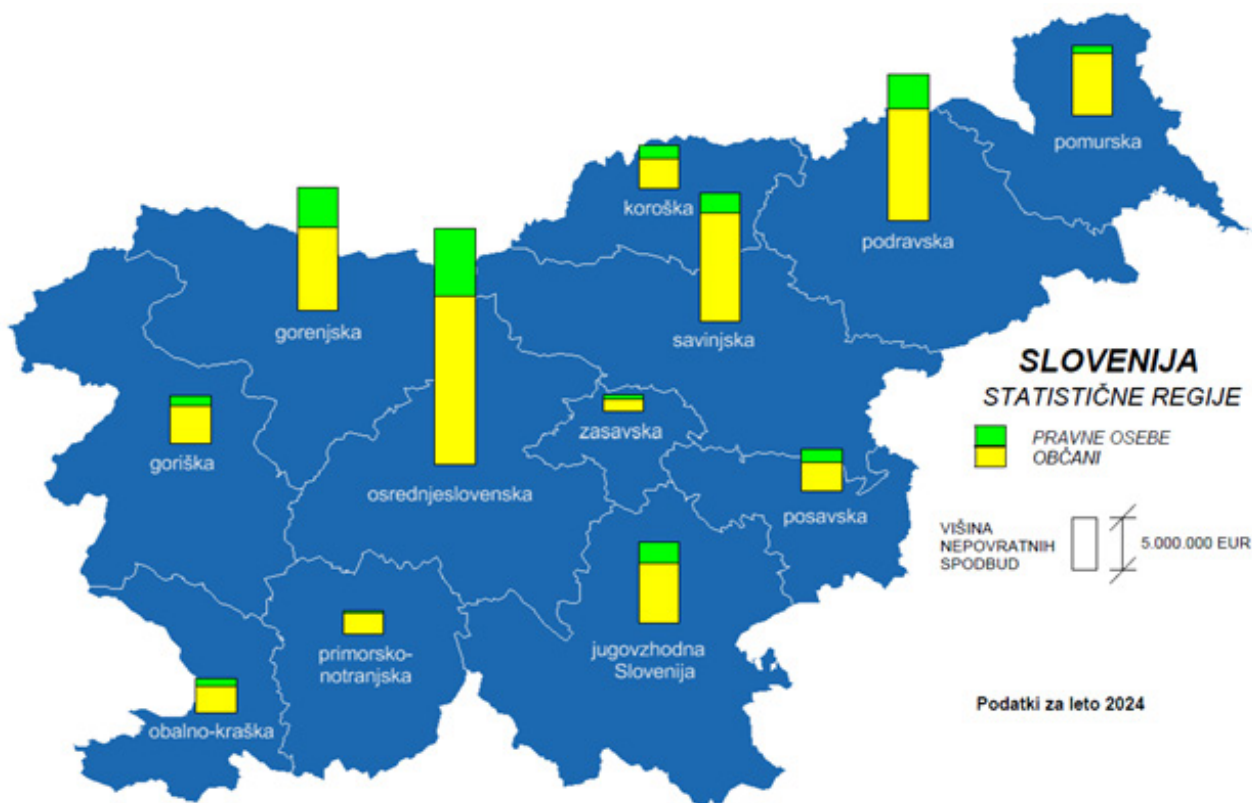 pomurska
koroška
podravska
gorenjska
savinjska
SLOVENIJA
STATISTIČNE REGIJE
PRAVNE OSEBE
OBČANI
zasavska
goriška
osrednjeslovenska
posavska
VIŠINA
NEPOVRATNIH
SPODBUD
5.000.000 EUR
primorsko-
notranjska
jugovzhodna
Slovenija
obalno-kraška
Podatki za leto 2024